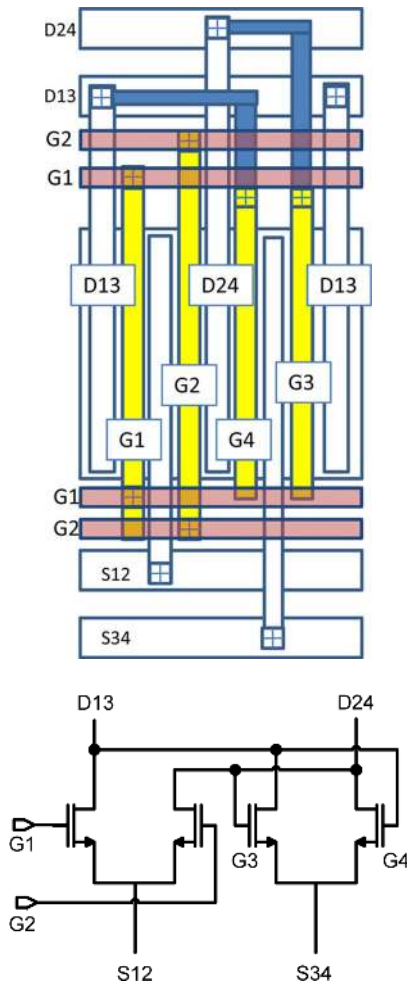 D24
D13
G2
G1
D13 D24 D13
G2 G3
G1 G4
G1
G2
S12
S34
D13 D24
G1 G3 G4
G2
S12 S34